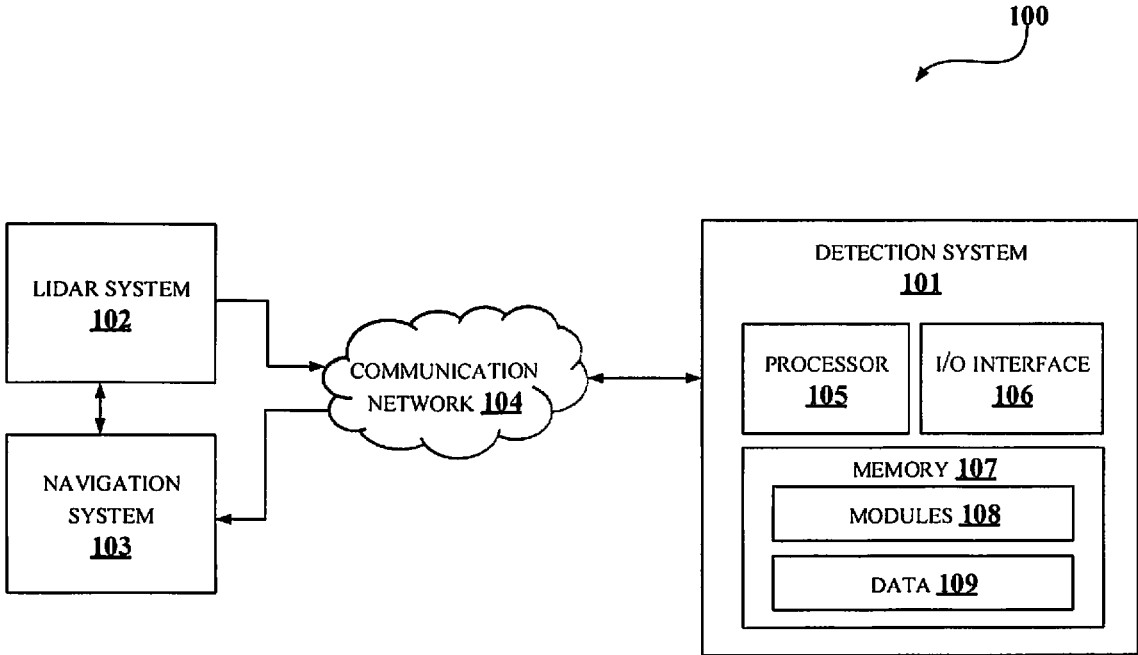 100
LIDAR SYSTEM
102
NAVIGATION
SYSTEM
103
COMMUNICATION
NETWORK 104
DETECTION SYSTEM
101
PROCESSOR
105
I/O INTERFACE
106
MEMORY 107
MODULES 108
DATA 109